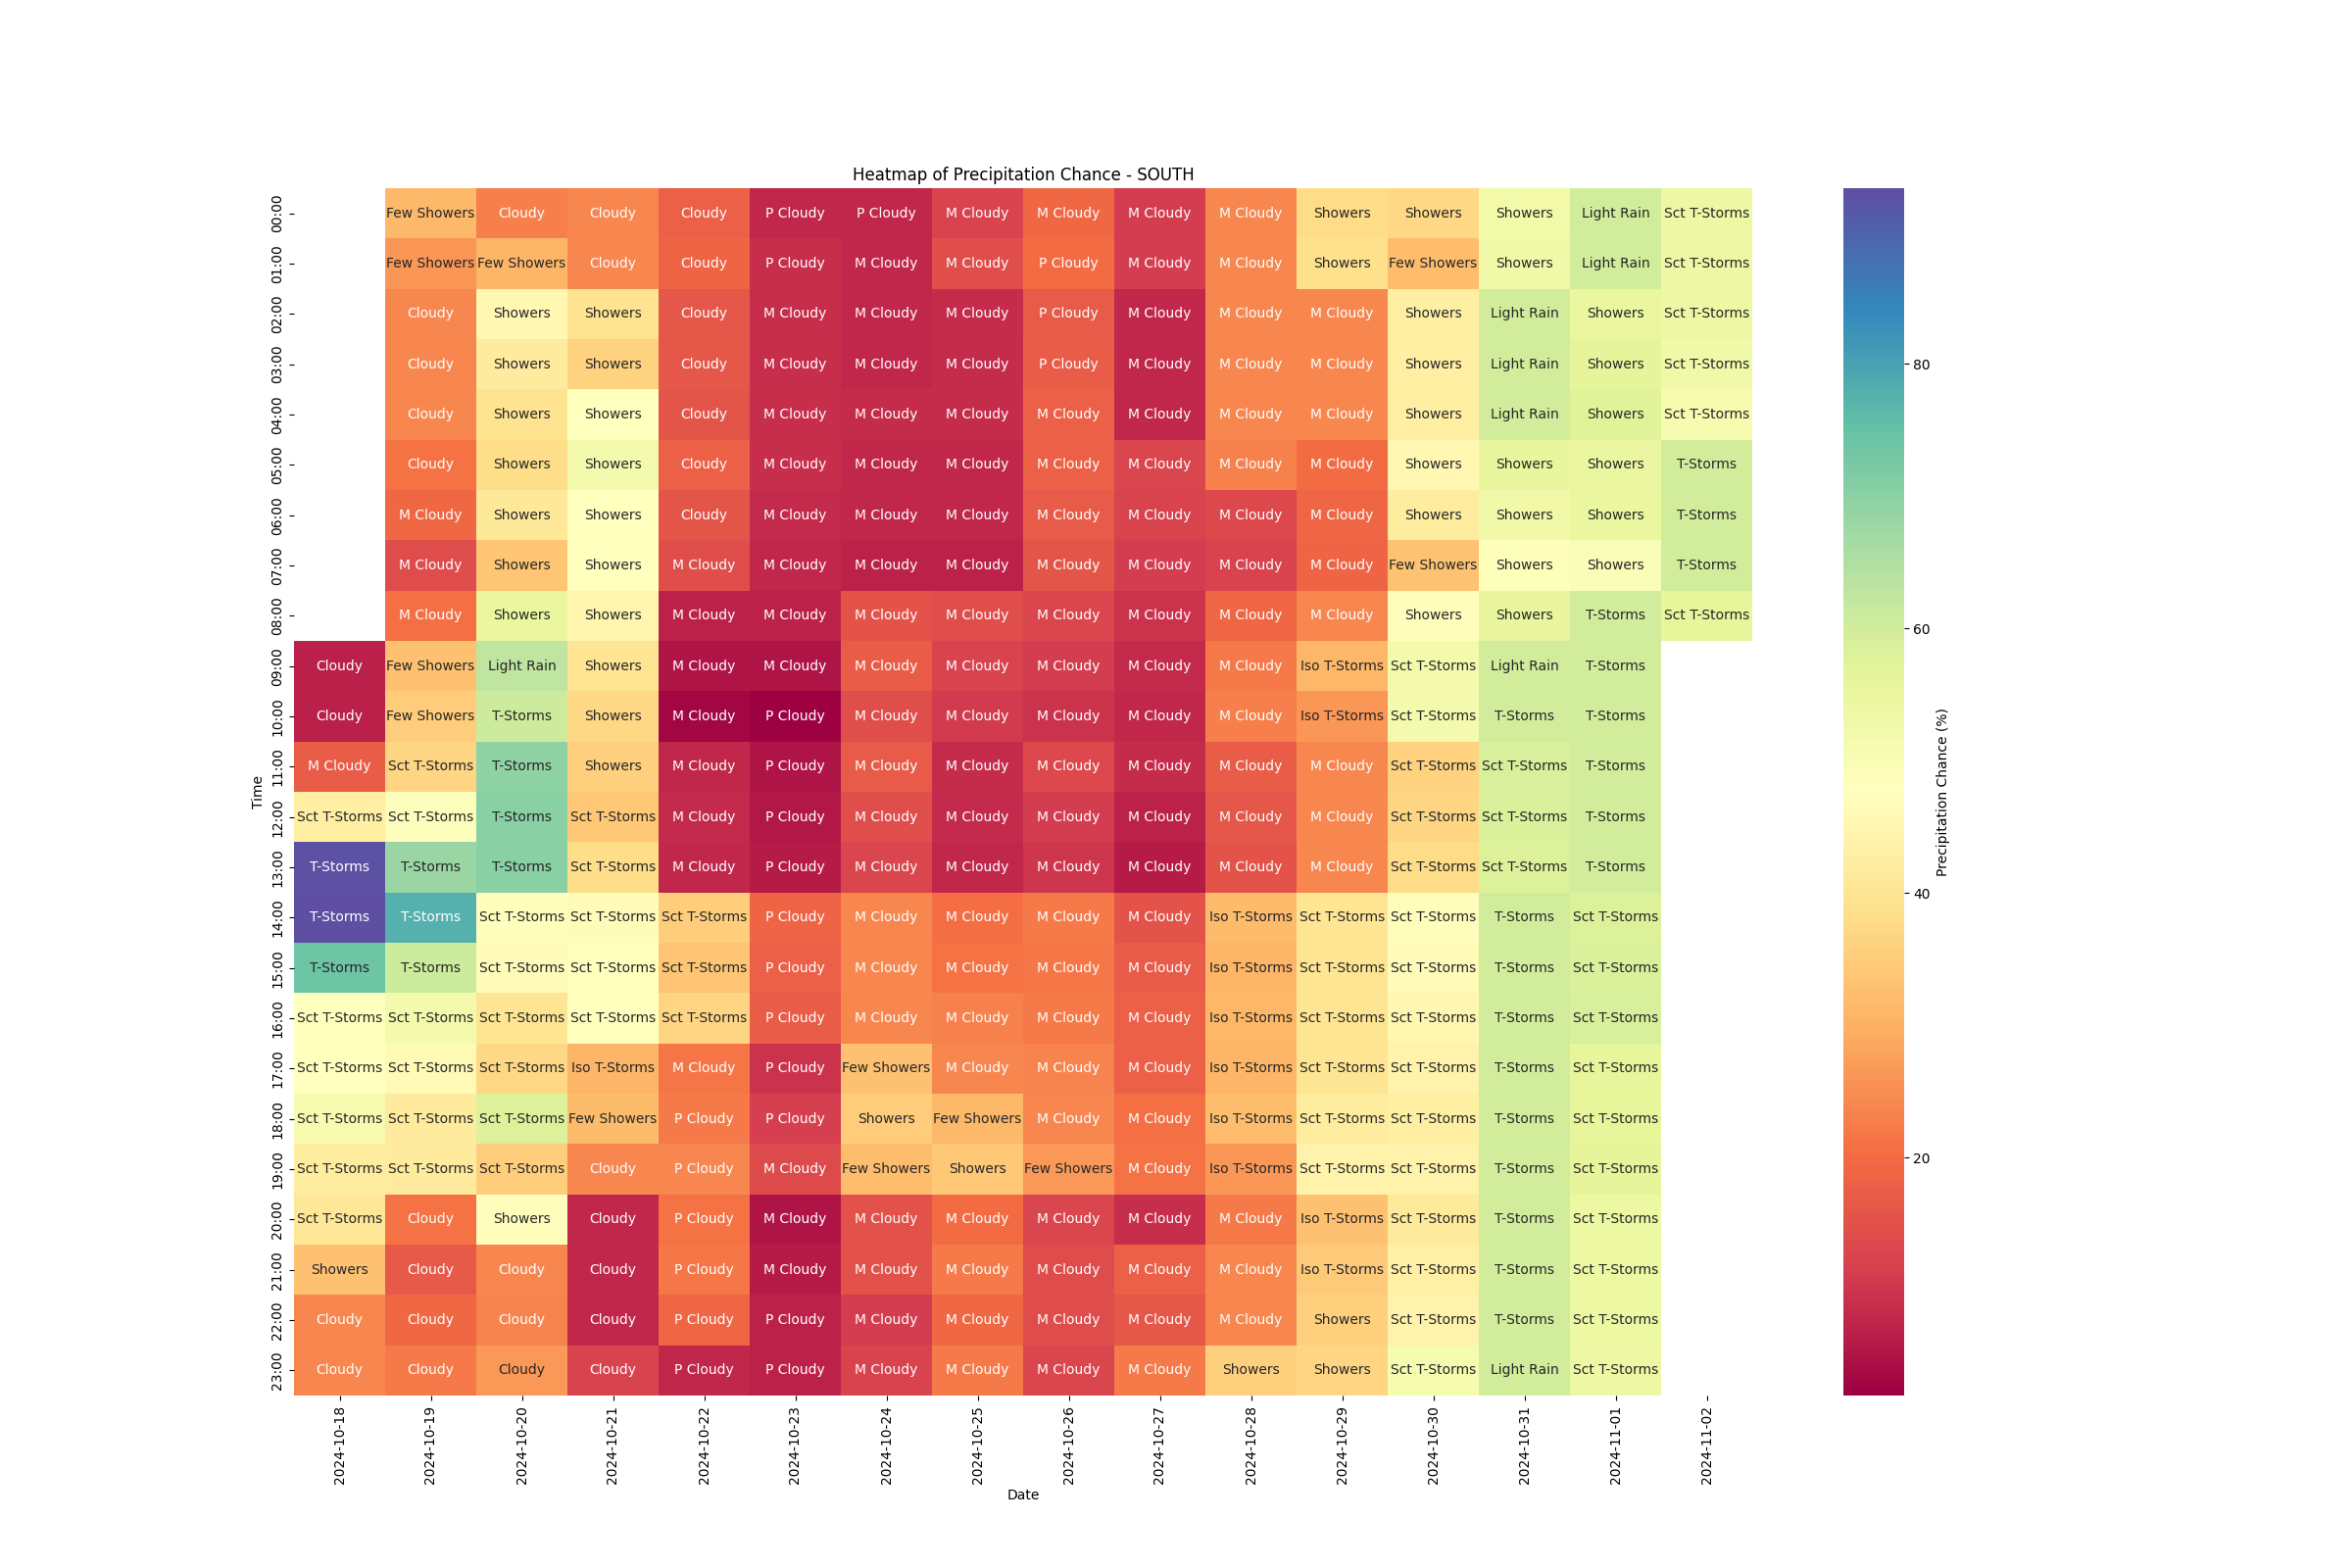 Heatmap of Precipitation Chance - SOUTH
00:00 Few Showers Cloudy Cloudy Cloudy P Cloudy P Cloudy M Cloudy M Cloudy M Cloudy M Cloudy Showers Showers Showers Light Rain Sct T-Storms
01:00 Few Showers Few Showers Cloudy Cloudy P Cloudy M Cloudy M Cloudy P Cloudy M Cloudy M Cloudy Showers Few Showers Showers Light Rain Sct T-Storms
02:00 Cloudy Showers Showers Cloudy M Cloudy M Cloudy M Cloudy P Cloudy M Cloudy M Cloudy M Cloudy Showers Light Rain Showers Sct T-Storms
03:00 Cloudy Showers Showers Cloudy M Cloudy M Cloudy M Cloudy P Cloudy M Cloudy M Cloudy M Cloudy Showers Light Rain Showers Sct T-Storms
04:00 Cloudy Showers Showers Cloudy M Cloudy M Cloudy M Cloudy M Cloudy M Cloudy M Cloudy M Cloudy Showers Light Rain Showers Sct T-Storms
05:00 Cloudy Showers Showers Cloudy M Cloudy M Cloudy M Cloudy M Cloudy M Cloudy M Cloudy M Cloudy Showers Showers Showers T-Storms
06:00 M Cloudy Showers Showers Cloudy M Cloudy M Cloudy M Cloudy M Cloudy M Cloudy M Cloudy M Cloudy Showers Showers Showers T-Storms
07:00 M Cloudy Showers Showers M Cloudy M Cloudy M Cloudy M Cloudy M Cloudy M Cloudy M Cloudy M Cloudy Few Showers Showers Showers T-Storms
08:00 M Cloudy Showers Showers M Cloudy M Cloudy M Cloudy M Cloudy M Cloudy M Cloudy M Cloudy M Cloudy Showers Showers T-Storms Sct T-Storms
09:00 Cloudy Few Showers Light Rain Showers M Cloudy M Cloudy M Cloudy M Cloudy M Cloudy M Cloudy M Cloudy Iso T-Storms Sct T-Storms Light Rain T-Storms
10:00 Cloudy Few Showers T-Storms Showers M Cloudy P Cloudy M Cloudy M Cloudy M Cloudy M Cloudy M Cloudy Iso T-Storms Sct T-Storms T-Storms T-Storms
11:00 M Cloudy Sct T-Storms T-Storms Showers M Cloudy P Cloudy M Cloudy M Cloudy M Cloudy M Cloudy M Cloudy M Cloudy Sct T-Storms Sct T-Storms T-Storms
12:00 Sct T-Storms Sct T-Storms T-Storms Sct T-Storms M Cloudy P Cloudy M Cloudy M Cloudy M Cloudy M Cloudy M Cloudy M Cloudy Sct T-Storms Sct T-Storms T-Storms
13:00 T-Storms T-Storms T-Storms Sct T-Storms M Cloudy P Cloudy M Cloudy M Cloudy M Cloudy M Cloudy M Cloudy M Cloudy Sct T-Storms Sct T-Storms T-Storms
14:00 T-Storms T-Storms Sct T-Storms Sct T-Storms Sct T-Storms P Cloudy M Cloudy M Cloudy M Cloudy M Cloudy Iso T-Storms Sct T-Storms Sct T-Storms T-Storms Sct T-Storms
15:00 T-Storms T-Storms Sct T-Storms Sct T-Storms Sct T-Storms P Cloudy M Cloudy M Cloudy M Cloudy M Cloudy Iso T-Storms Sct T-Storms Sct T-Storms T-Storms Sct T-Storms
16:00 Sct T-Storms Sct T-Storms Sct T-Storms Sct T-Storms Sct T-Storms P Cloudy M Cloudy M Cloudy M Cloudy M Cloudy Iso T-Storms Sct T-Storms Sct T-Storms T-Storms Sct T-Storms
17:00 Sct T-Storms Sct T-Storms Sct T-Storms Iso T-Storms M Cloudy P Cloudy Few Showers M Cloudy M Cloudy M Cloudy Iso T-Storms Sct T-Storms Sct T-Storms T-Storms Sct T-Storms
18:00 Sct T-Storms Sct T-Storms Sct T-Storms Few Showers P Cloudy P Cloudy Showers Few Showers M Cloudy M Cloudy Iso T-Storms Sct T-Storms Sct T-Storms T-Storms Sct T-Storms
19:00 Sct T-Storms Sct T-Storms Sct T-Storms Cloudy P Cloudy M Cloudy Few Showers Showers Few Showers M Cloudy Iso T-Storms Sct T-Storms Sct T-Storms T-Storms Sct T-Storms
20:00 Sct T-Storms Cloudy Showers Cloudy P Cloudy M Cloudy M Cloudy M Cloudy M Cloudy M Cloudy M Cloudy Iso T-Storms Sct T-Storms T-Storms Sct T-Storms
21:00 Showers Cloudy Cloudy Cloudy P Cloudy M Cloudy M Cloudy M Cloudy M Cloudy M Cloudy M Cloudy Iso T-Storms Sct T-Storms T-Storms Sct T-Storms
22:00 Cloudy Cloudy Cloudy Cloudy P Cloudy P Cloudy M Cloudy M Cloudy M Cloudy M Cloudy M Cloudy Showers Sct T-Storms T-Storms Sct T-Storms
23:00 Cloudy Cloudy Cloudy Cloudy P Cloudy P Cloudy M Cloudy M Cloudy M Cloudy M Cloudy Showers Showers Sct T-Storms Light Rain Sct T-Storms
Time
2024-10-18 2024-10-19 2024-10-20 2024-10-21 2024-10-22 2024-10-23 2024-10-24 2024-10-25 2024-10-26 2024-10-27 2024-10-28 2024-10-29 2024-10-30 2024-10-31 2024-11-01 2024-11-02
Date
80
60
40
20
Precipitation Chance (%)